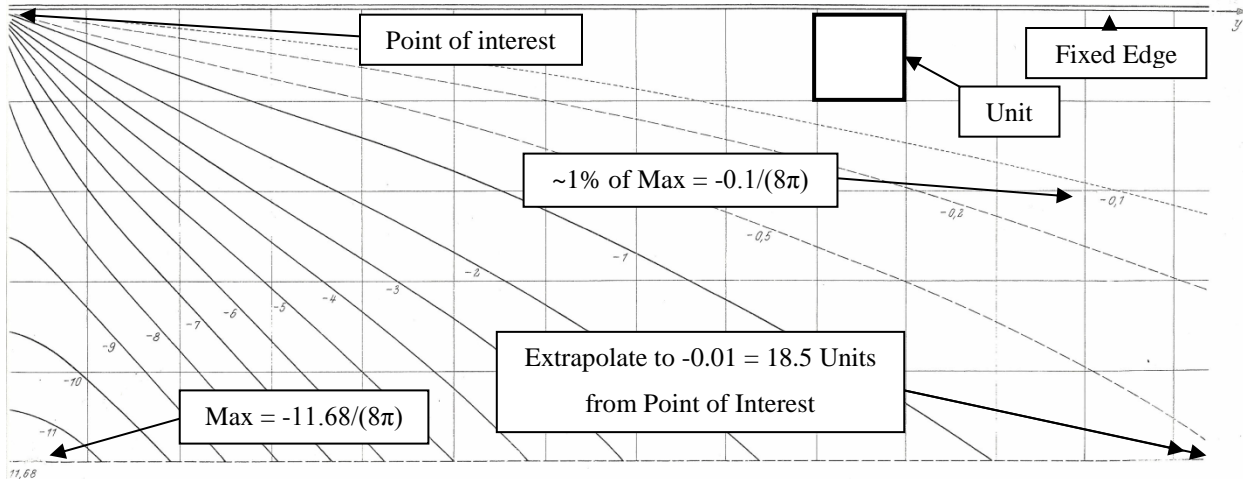 y
Point of interest
Fixed Edge
Unit
~1% of Max = -0.1/(8π)
-0,1
-0,2
-0,5
-1
-2
-3
-4
-5
-6
-7
-8
-9
-10
-11
Extrapolate to -0.01 = 18.5 Units
from Point of Interest
Max = -11.68/(8π)
11,68